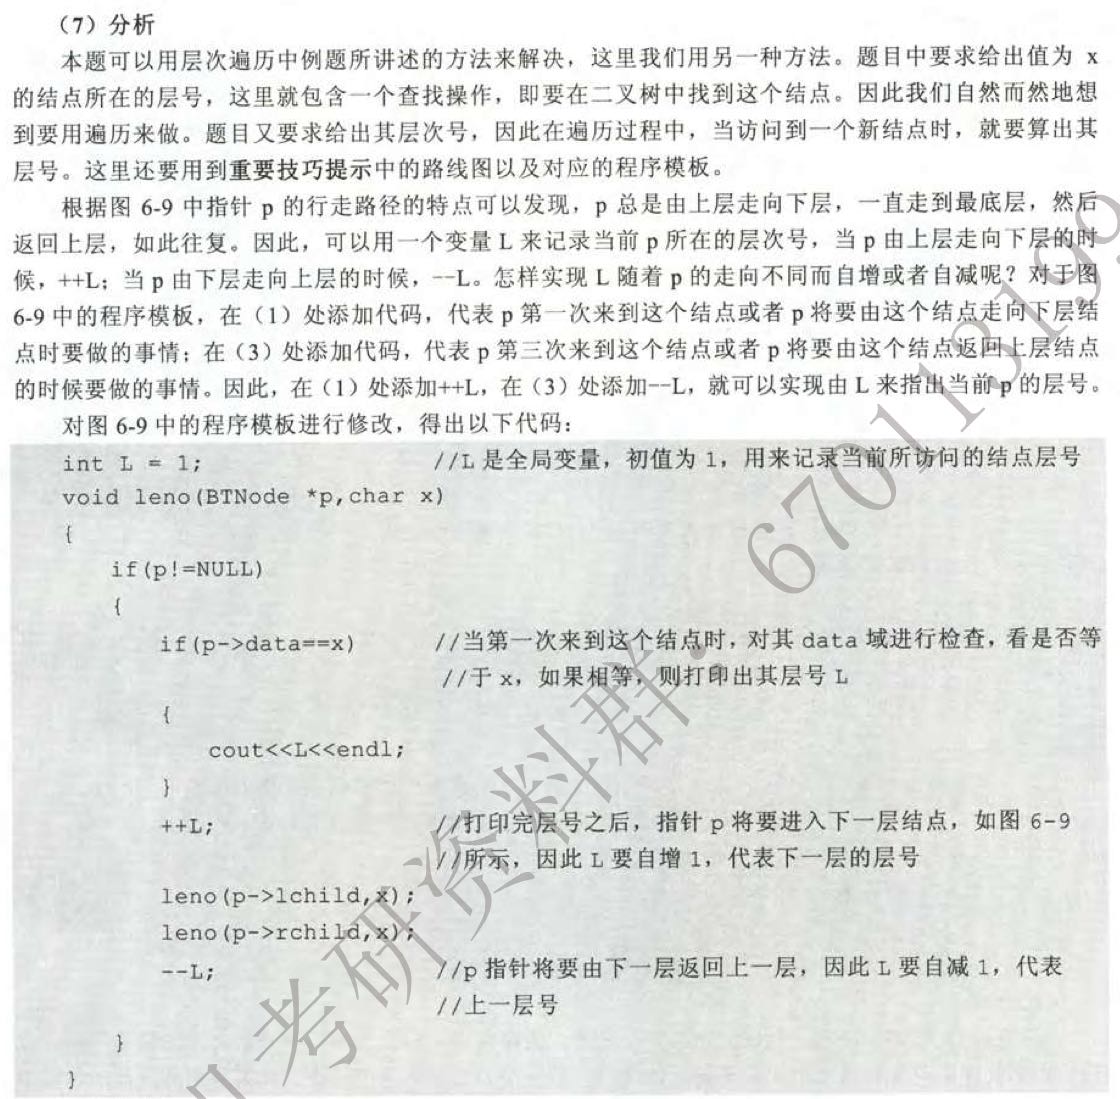 （7）分析
本题可以用层次遍历中例题所讲述的方法来解决，这里我们用另一种方法。题目中要求给出值为 x
的结点所在的层号，这里就包含一个查找操作，即要在二叉树中找到这个结点。因此我们自然而然地想
到要用遍历来做。题目又要求给出其层次号，因此在遍历过程中，当访问到一个新结点时，就要算出其
层号。这里还要用到重要技巧提示中的路线图以及对应的程序模板。
根据图 6-9 中指针 p 的行走路径的特点可以发现，p 总是由上层走向下层，一直走到最底层，然后
返回上层，如此往复。因此，可以用一个变量 L 来记录当前 p 所在的层次号，当 p 由上层走向下层的时
候，++L；当 p 由下层走向上层的时候，--L。怎样实现 L 随着 p 的走向不同而自增或者自减呢？对于图
6-9 中的程序模板，在（1）处添加代码，代表 p 第一次来到这个结点或者 p 将要由这个结点走向下层结
点时要做的事情；在（3）处添加代码，代表 p 第三次来到这个结点或者 p 将要由这个结点返回上层结点
的时候要做的事情。因此，在（1）处添加++L，在（3）处添加--L，就可以实现由 L 来指出当前 p 的层号。
对图 6-9 中的程序模板进行修改，得出以下代码：
int L = 1; //L 是全局变量，初值为 1，用来记录当前所访问的结点层号
void leno(BTNode *p,char x)
{
if(p!=NULL)
{
if(p->data==x) //当第一次来到这个结点时，对其 data 域进行检查，看是否等
//于 x，如果相等，则打印出其层号 L
{
cout<<L<<endl;
}
++L; //打印完层号之后，指针 p 将要进入下一层结点，如图 6-9
//所示，因此 L 要自增 1，代表下一层的层号
leno(p->lchild,x);
leno(p->rchild,x);
--L; //p 指针将要由下一层返回上一层，因此 L 要自减 1，代表
//上一层号
}
}
考研资料群：